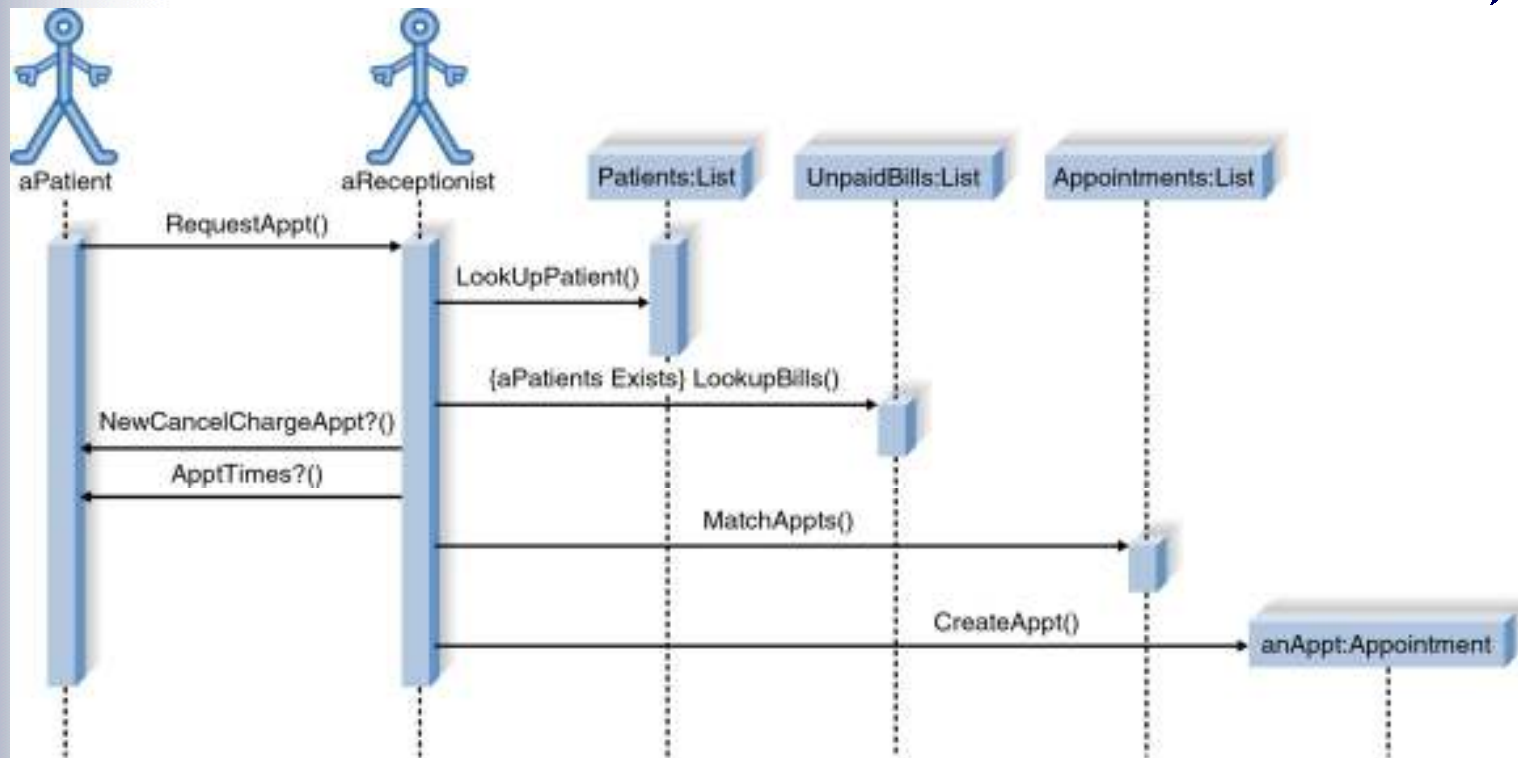 aPatient
aReceptionist
Patients:List
UnpaidBills:List
Appointments:List
RequestAppt()
LookUpPatient()
{aPatients Exists} LookupBills()
NewCancelChargeAppt?()
ApptTimes?()
MatchAppts()
CreateAppt()
anAppt:Appointment